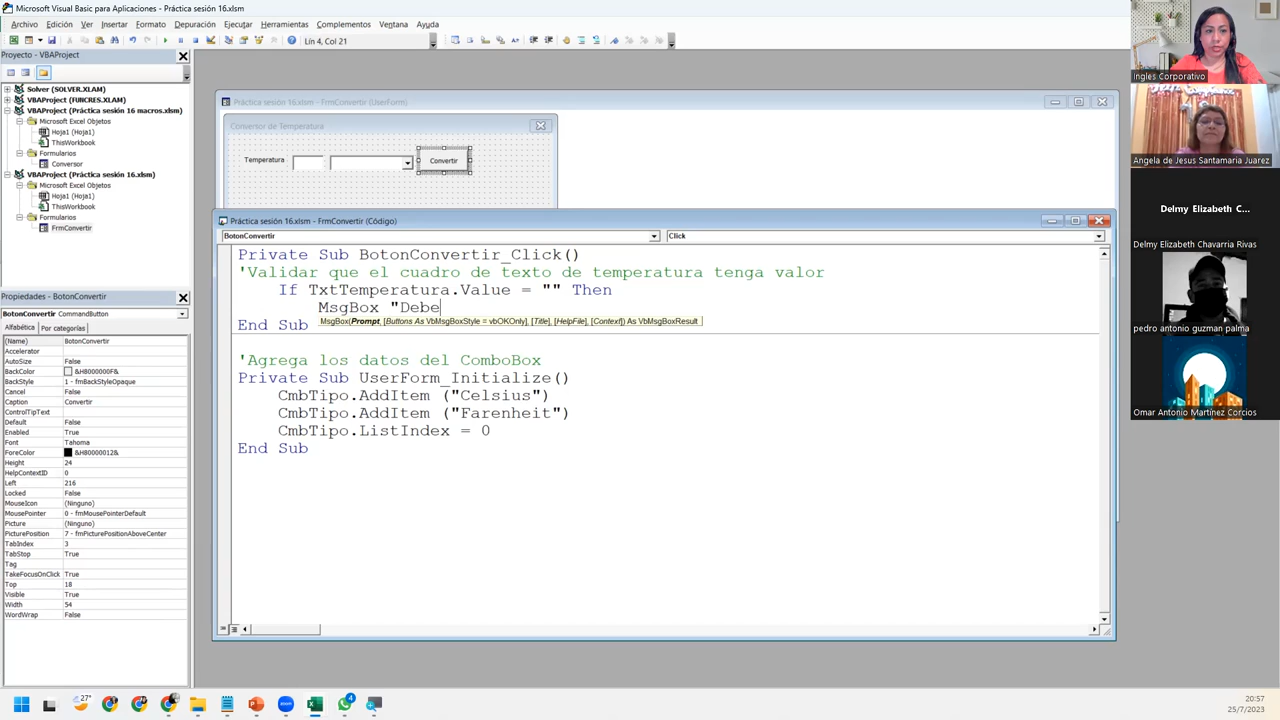 Microsoft Visual Basic para Aplicaciones - Práctica sesión 16.xlsm
Archivo Edición Ver Insertar Formato Depuración Ejecutar Herramientas Complementos Ventana Ayuda
Lín 4, Col 21
Proyecto - VBAProject
Solver (SOLVER.XLAM)
VBAProject (FUNCRES.XLAM)
VBAProject (Práctica sesión 16 macros.xlsm)
Microsoft Excel Objetos
Hoja1 (Hoja1)
ThisWorkbook
Formularios
Conversor
VBAProject (Práctica sesión 16.xlsm)
Microsoft Excel Objetos
Hoja1 (Hoja1)
ThisWorkbook
Formularios
FrmConvertir
Propiedades - BotonConvertir
BotonConvertir CommandButton
Alfabética Por categorías
(Name) BotonConvertir
Accelerator
AutoSize False
BackColor &H8000000F&
BackStyle 1 - fmBackStyleOpaque
Cancel False
Caption Convertir
ControlTipText
Default False
Enabled True
Font Tahoma
ForeColor &H80000012&
Height 24
HelpContextID 0
Left 216
Locked False
MouseIcon (Ninguno)
MousePointer 0 - fmMousePointerDefault
Picture (Ninguno)
PicturePosition 7 - fmPicturePositionAboveCenter
TabIndex 3
TabStop True
Tag
TakeFocusOnClick True
Top 18
Visible True
Width 54
WordWrap False
Práctica sesión 16.xlsm - FrmConvertir (UserForm)
Conversor de Temperatura
Temperatura
Convertir
Práctica sesión 16.xlsm - FrmConvertir (Código)
BotonConvertir Click
Private Sub BotonConvertir_Click()
'Validar que el cuadro de texto de temperatura tenga valor
If TxtTemperatura.Value = "" Then
MsgBox "Debe
End Sub
MsgBox(Prompt, [Buttons As VbMsgBoxStyle = vbOKOnly], [Title], [HelpFile], [Context]) As VbMsgBoxResult
'Agrega los datos del ComboBox
Private Sub UserForm_Initialize()
CmbTipo.AddItem ("Celsius")
CmbTipo.AddItem ("Farenheit")
CmbTipo.ListIndex = 0
End Sub
Ingles Corporativo
Angela de Jesus Santamaria Juarez
Delmy Elizabeth C...
Delmy Elizabeth Chavarria Rivas
pedro antonio guzman palma
Omar Antonio Martínez Corcios
27°
4
20:57
25/7/2023